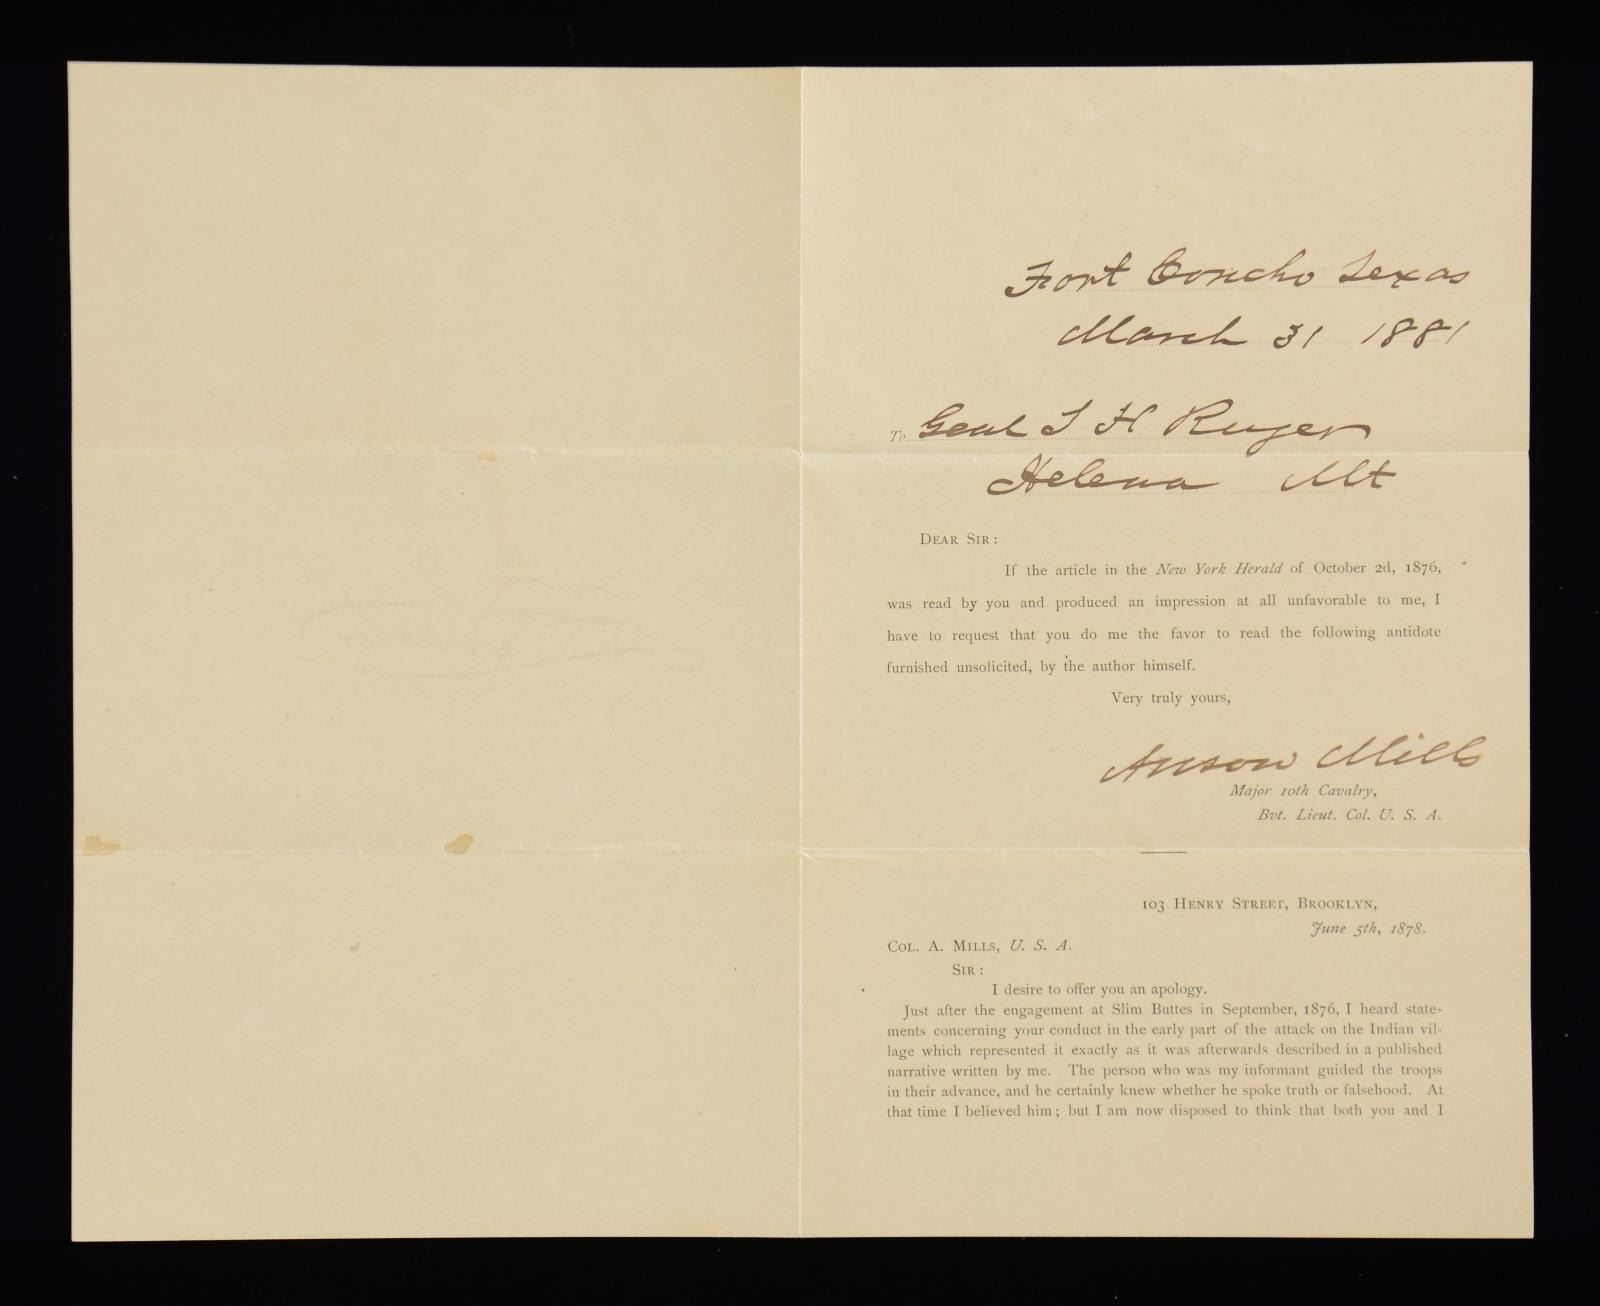 Fort Concho Texas
March 31 1881
To Genl T H Ruger
Helena Mt
DEAR SIR:
If the article in the New York Herald of October 2d, 1876,
was read by you and produced an impression at all unfavorable to me, I
have to request that you do me the favor to read the following antidote
furnished unsolicited, by the author himself.
Very truly yours,
Anson Mills
Major 10th Cavalry,
Bvt. Lieut. Col. U. S. A.
103 HENRY STREET, BROOKLYN,
June 5th, 1878.
COL. A. MILLS, U. S. A.
SIR:
I desire to offer you an apology.
Just after the engagement at Slim Buttes in September, 1876, I heard state-
ments concerning your conduct in the early part of the attack on the Indian vil-
lage which represented it exactly as it was afterwards described in a published
narrative written by me. The person who was my informant guided the troops
in their advance, and he certainly knew whether he spoke truth or falsehood. At
that time I believed him; but I am now disposed to think that both you and I